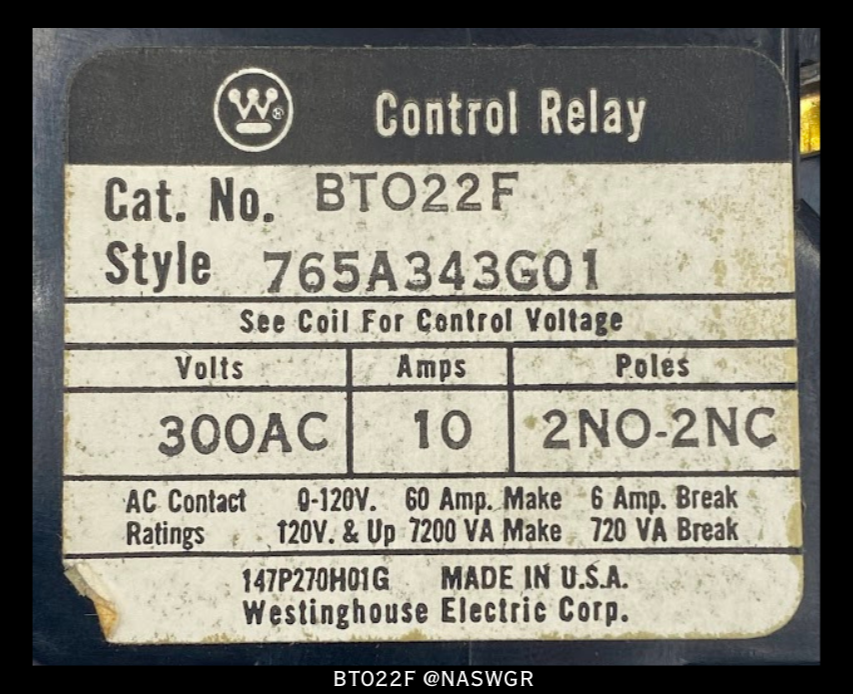 W®
Control Relay
Cat. No. BTO22F
Style 765A343G01
See Coil For Control Voltage
Volts Amps Poles
300AC 10 2NO-2NC
AC Contact 0-120V. 60 Amp. Make 6 Amp. Break
Ratings 120V. & Up 7200 VA Make 720 VA Break
147P270H01G MADE IN U.S.A.
Westinghouse Electric Corp.
BTO22F @NASWGR